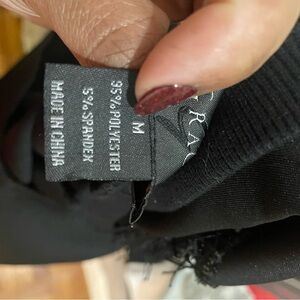 M
95% POLYESTER
5% SPANDEX
MADE IN CHINA